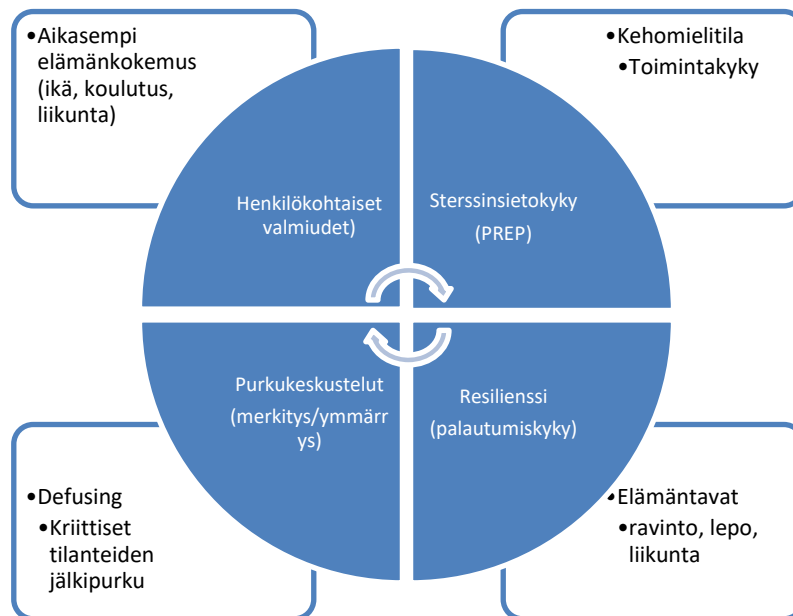 •Aikasempi
elämänkokemus
(ikä, koulutus,
liikunta)
•Kehomielitila
•Toimintakyky
Henkilökohtaiset
valmiudet)
Sterssinsietokyky
(PREP)
Purkukeskustelut
(merkitys/ymmärr
ys)
Resilienssi
(palautumiskyky)
•Defusing
•Kriittiset
tilanteiden
jälkipurku
•Elämäntavat
•ravinto, lepo,
liikunta